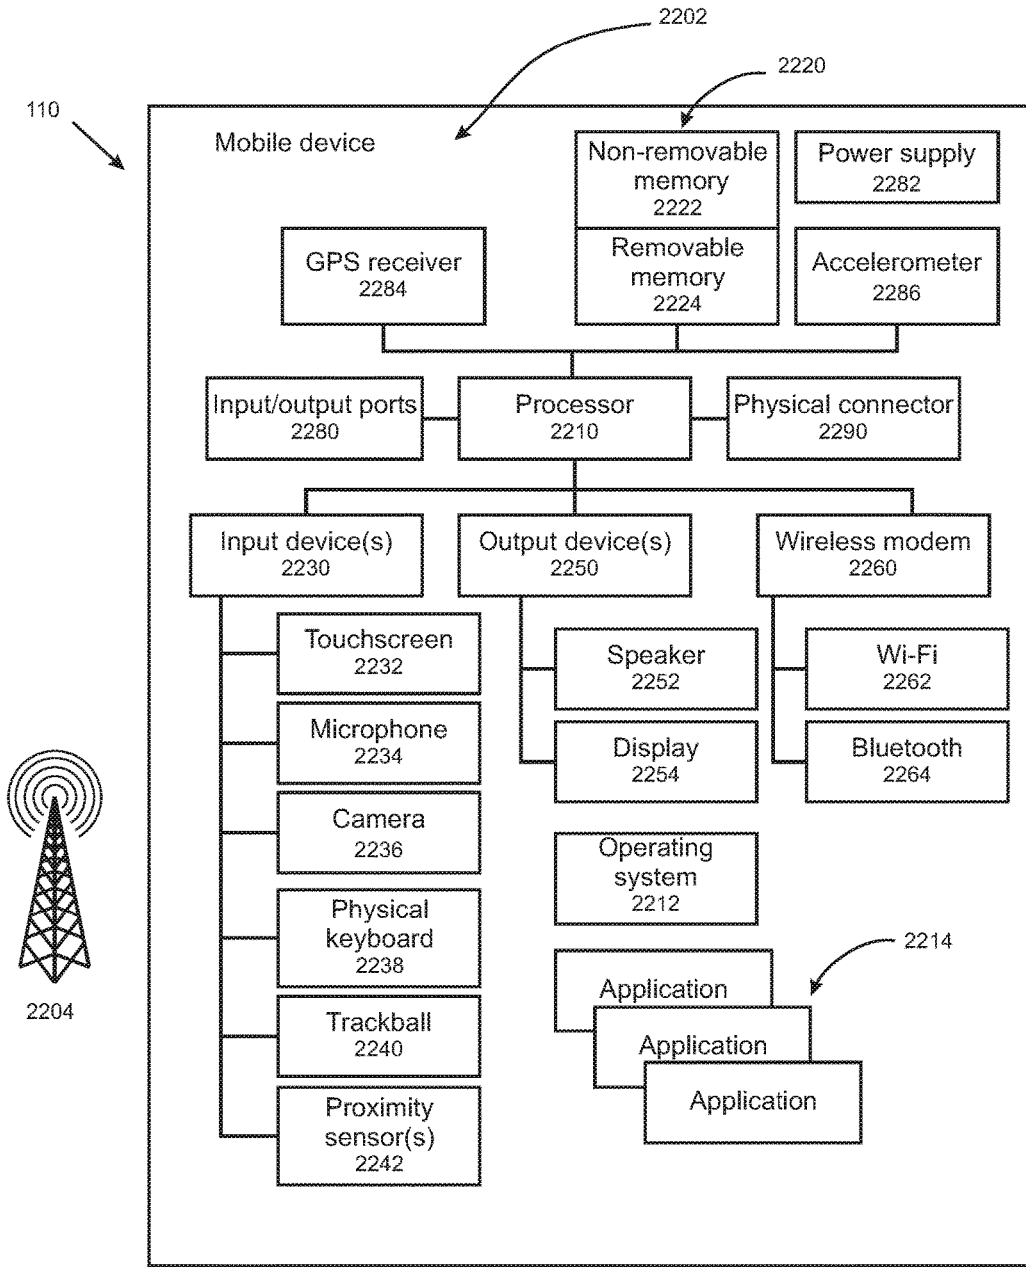 2202
2220
110
Mobile device
Non-removable
memory
2222
Power supply
2282
GPS receiver
2284
Removable
memory
2224
Accelerometer
2286
Input/output ports
2280
Processor
2210
Physical connector
2290
Input device(s)
2230
Output device(s)
2250
Wireless modem
2260
Touchscreen
2232
Speaker
2252
Wi-Fi
2262
Microphone
2234
Display
2254
Bluetooth
2264
Camera
2236
Operating
system
2212
Physical
keyboard
2238
2214
Application
Application
Application
2204
Trackball
2240
Proximity
sensor(s)
2242